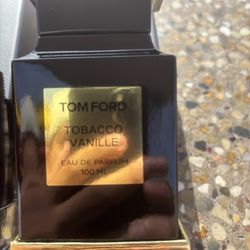 TOM FORD
TOBACCO
VANILLE
EAU DE PARFUM
100 ML